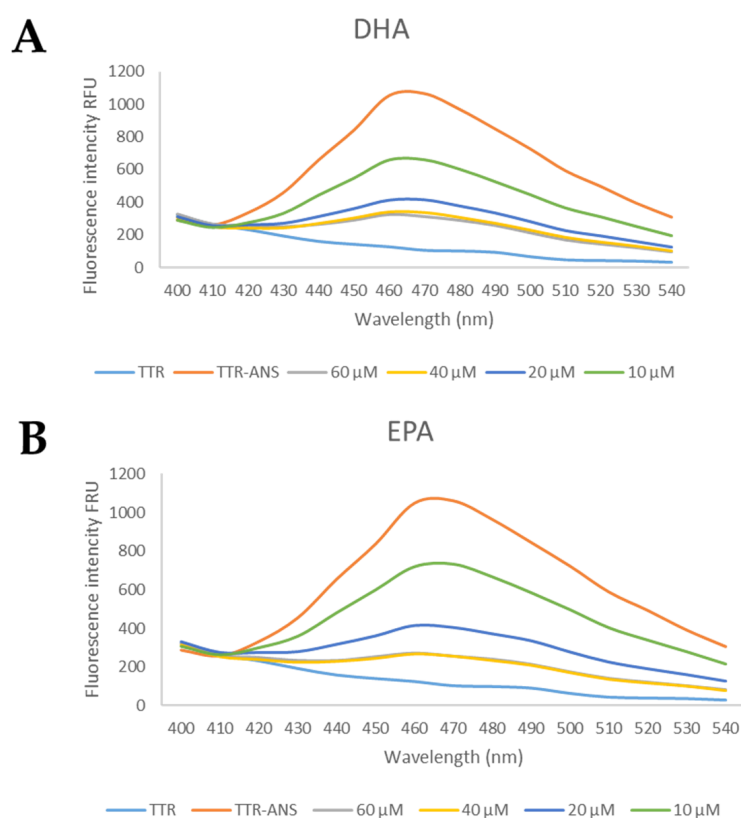 A
DHA
Fluorescence intencity RFU
1200
1000
800
600
400
200
0
400 410 420 430 440 450 460 470 480 490 500 510 520 530 540
Wavelength (nm)
TTR TTR-ANS 60 µM 40 µM 20 µM 10 µM
B
EPA
Fluorescence intencity FRU
1200
1000
800
600
400
200
0
400 410 420 430 440 450 460 470 480 490 500 510 520 530 540
Wavelength (nm)
TTR TTR-ANS 60 µM 40 µM 20 µM 10 µM